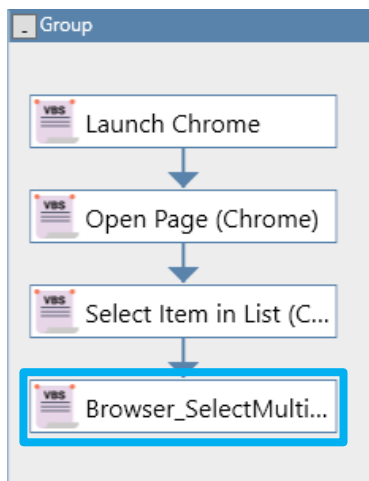 Group
VBS
Launch Chrome
VBS
Open Page (Chrome)
VBS
Select Item in List (C...
VBS
Browser_SelectMulti...